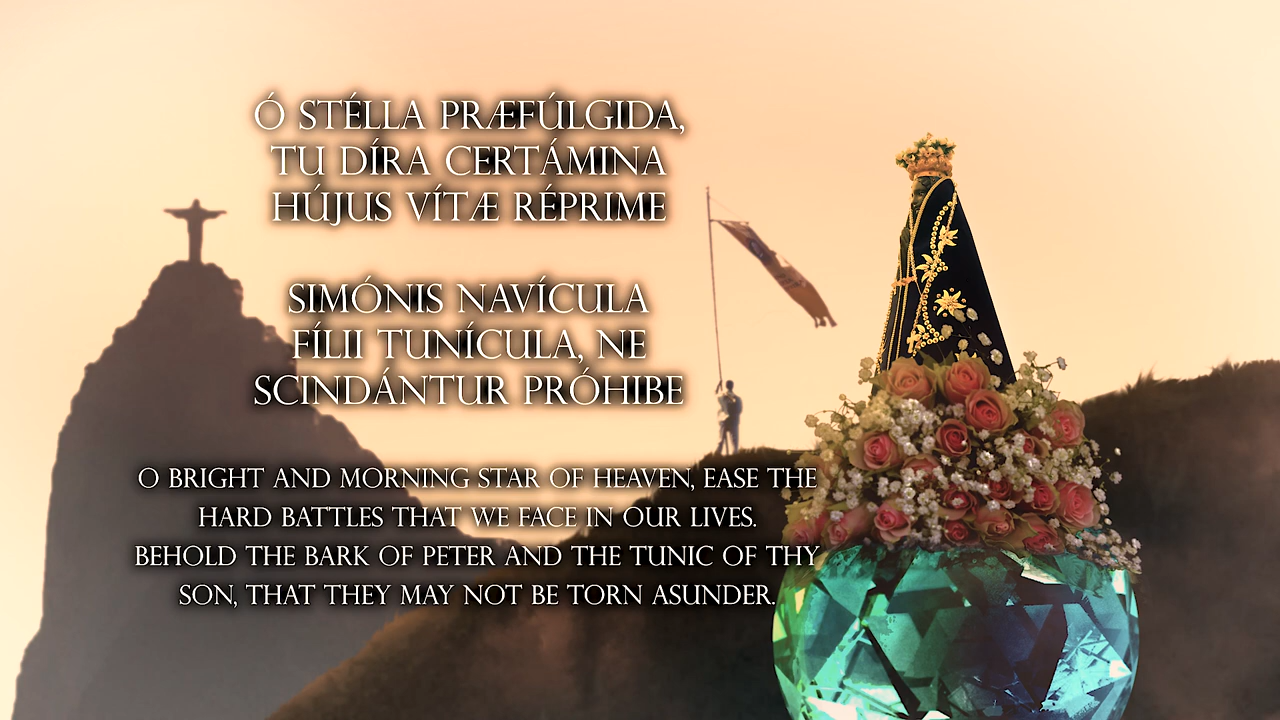 Ó STÉLLA PRÆFÚLGIDA,
TU DÍRA CERTÁMINA
HÚJUS VÍTÆ RÉPRIME
SIMÓNIS NAVÍCULA
FÍLII TUNÍCULA, NE
SCINDÁNTUR PRÓHIBE
O BRIGHT AND MORNING STAR OF HEAVEN, EASE THE
HARD BATTLES THAT WE FACE IN OUR LIVES.
BEHOLD THE BARK OF PETER AND THE TUNIC OF THY
SON, THAT THEY MAY NOT BE TORN ASUNDER.